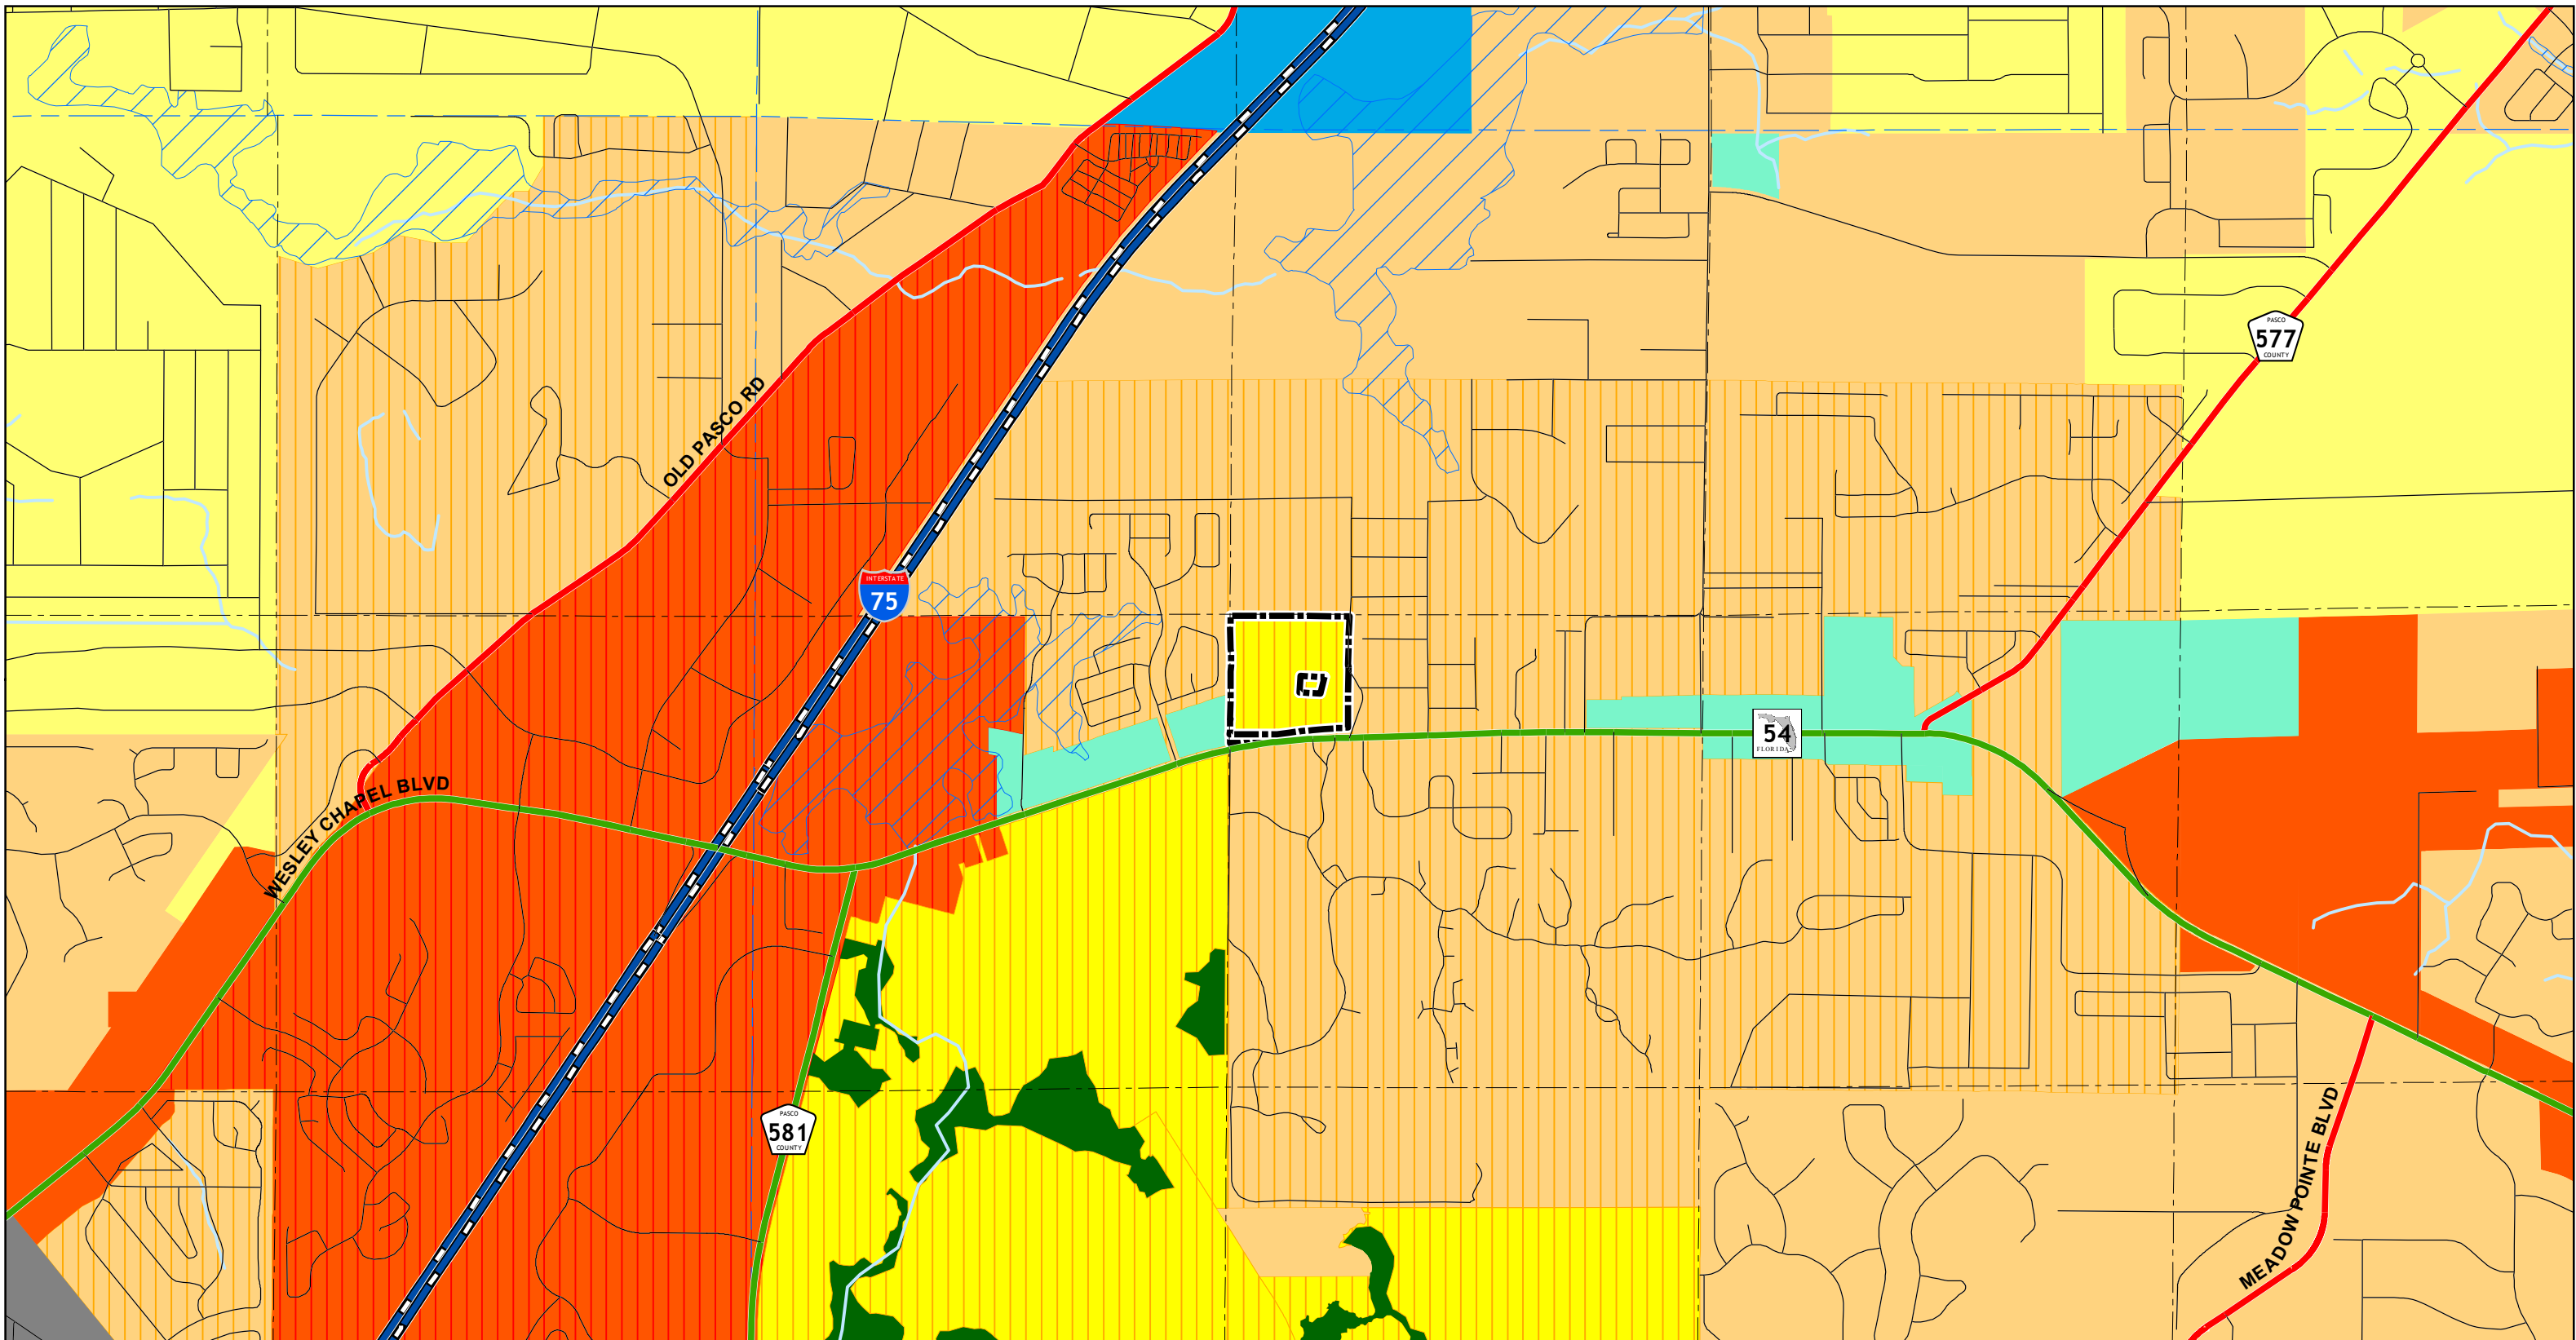 PASCO
577
COUNTY
OLD PASCO RD
INTERSTATE
75
54
FLORIDA
WESLEY CHAPEL BLVD
PASCO
581
COUNTY
MEADOW POINTE BLVD